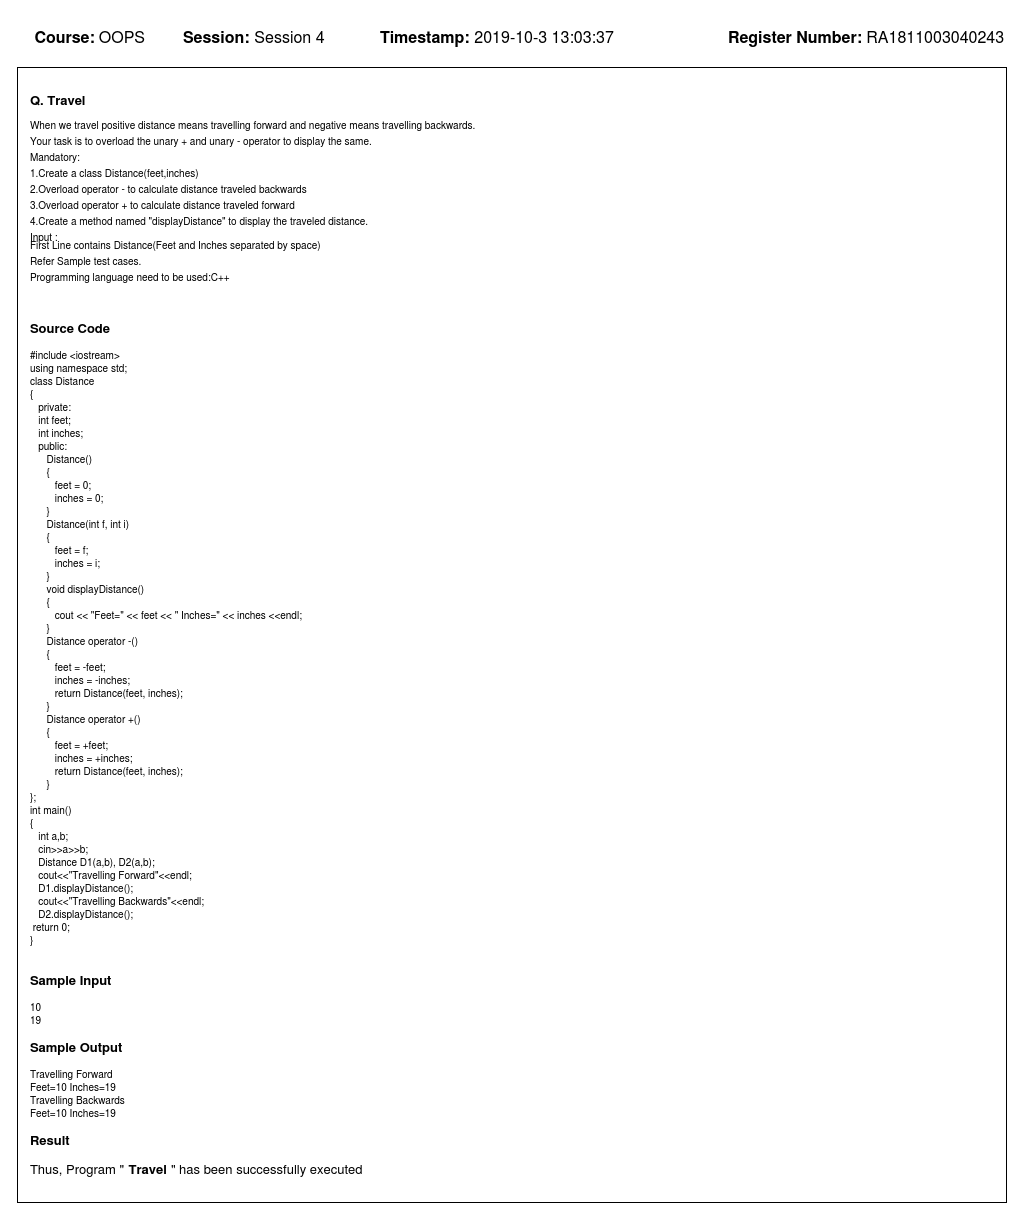 Course: OOPS Session: Session 4 Timestamp: 2019-10-3 13:03:37 Register Number: RA1811003040243
Q. Travel
When we travel positive distance means travelling forward and negative means travelling backwards.
Your task is to overload the unary + and unary - operator to display the same.
Mandatory:
1.Create a class Distance(feet,inches)
2.Overload operator - to calculate distance traveled backwards
3.Overload operator + to calculate distance traveled forward
4.Create a method named "displayDistance" to display the traveled distance.
Input :
First Line contains Distance(Feet and Inches separated by space)
Refer Sample test cases.
Programming language need to be used:C++
Source Code
#include <iostream>
using namespace std;
class Distance
{
private:
int feet;
int inches;
public:
Distance()
{
feet = 0;
inches = 0;
}
Distance(int f, int i)
{
feet = f;
inches = i;
}
void displayDistance()
{
cout << "Feet=" << feet << " Inches=" << inches <<endl;
}
Distance operator -()
{
feet = -feet;
inches = -inches;
return Distance(feet, inches);
}
Distance operator +()
{
feet = +feet;
inches = +inches;
return Distance(feet, inches);
}
};
int main()
{
int a,b;
cin>>a>>b;
Distance D1(a,b), D2(a,b);
cout<<"Travelling Forward"<<endl;
D1.displayDistance();
cout<<"Travelling Backwards"<<endl;
D2.displayDistance();
return 0;
}
Sample Input
10
19
Sample Output
Travelling Forward
Feet=10 Inches=19
Travelling Backwards
Feet=10 Inches=19
Result
Thus, Program " Travel " has been successfully executed